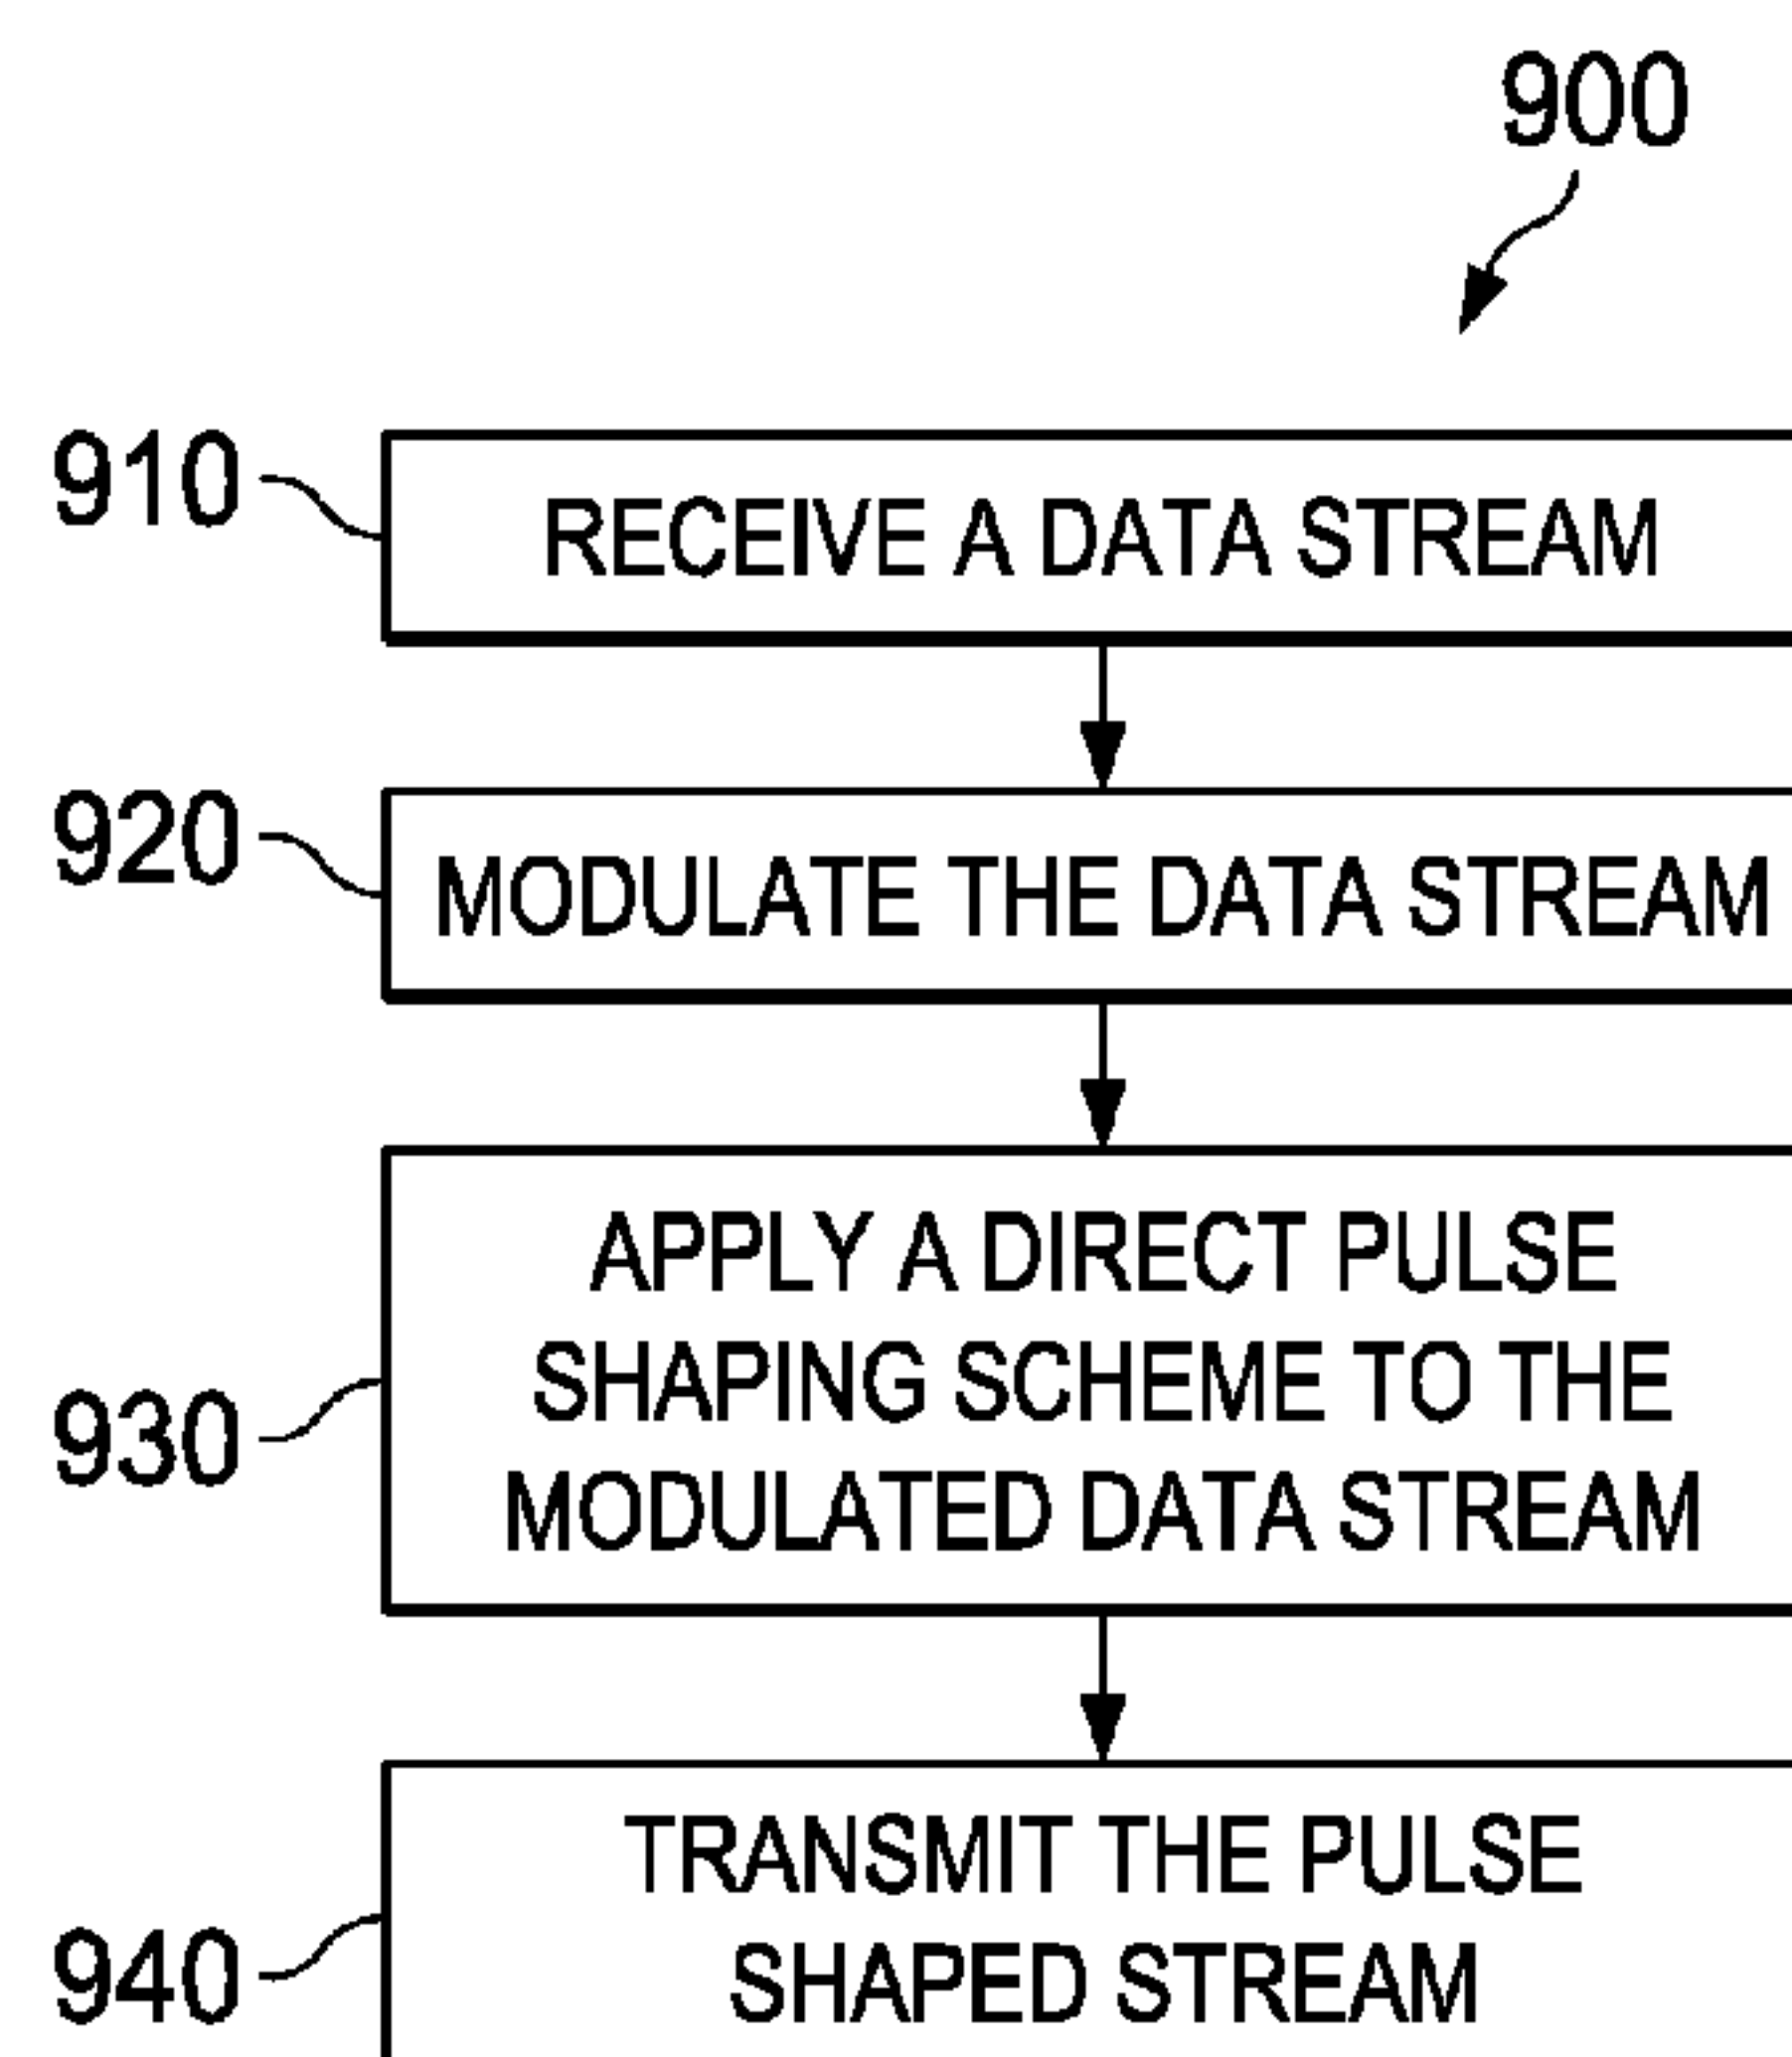 900
910
RECEIVE A DATA STREAM
920
MODULATE THE DATA STREAM
930
APPLY A DIRECT PULSE
SHAPING SCHEME TO THE
MODULATED DATA STREAM
940
TRANSMIT THE PULSE
SHAPED STREAM